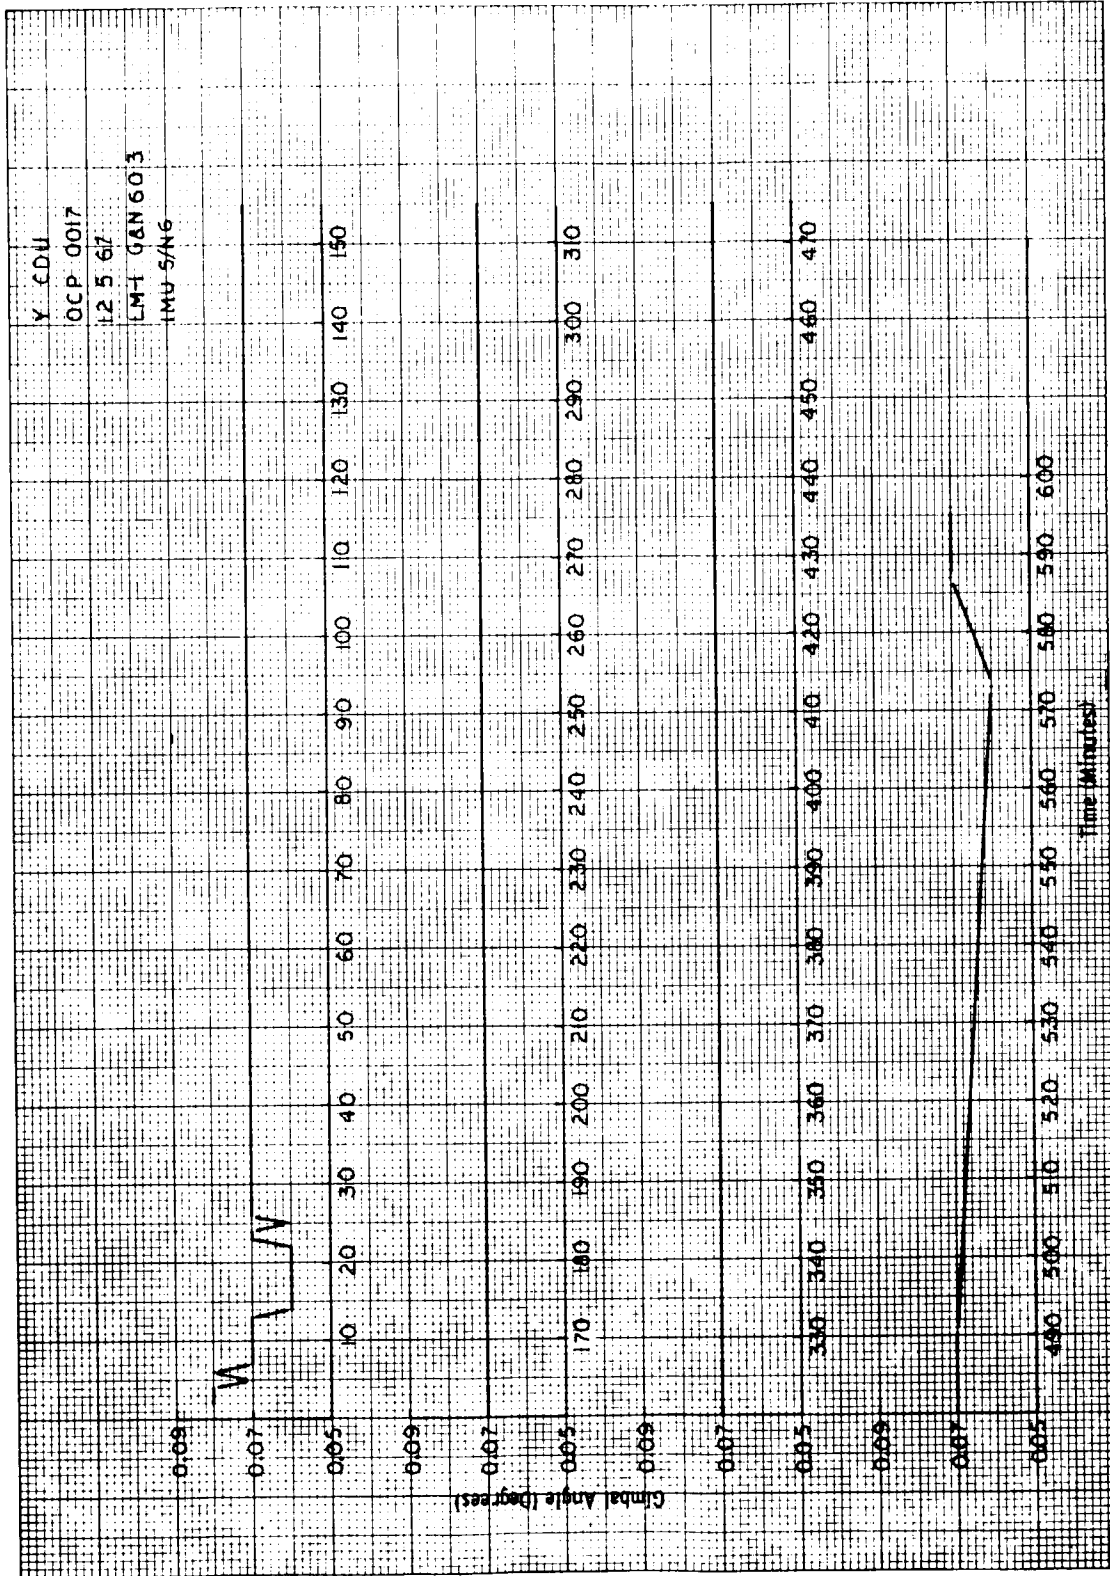 Y CDU
OCP 0017
12 5 67
LM-1 G&N 603
IMU S/N6
0.09
0.07
0.05
10 20 30 40 50 60 70 80 90 100 110 120 130 140 150
0.09
0.07
0.05
170 180 190 200 210 220 230 240 250 260 270 280 290 300 310
0.09
0.07
0.05
330 340 350 360 370 380 390 400 410 420 430 440 450 460 470
0.09
0.07
0.05
490 500 510 520 530 540 550 560 570 580 590 600
Gimbal Angle (Degrees)
Time (Minutes)